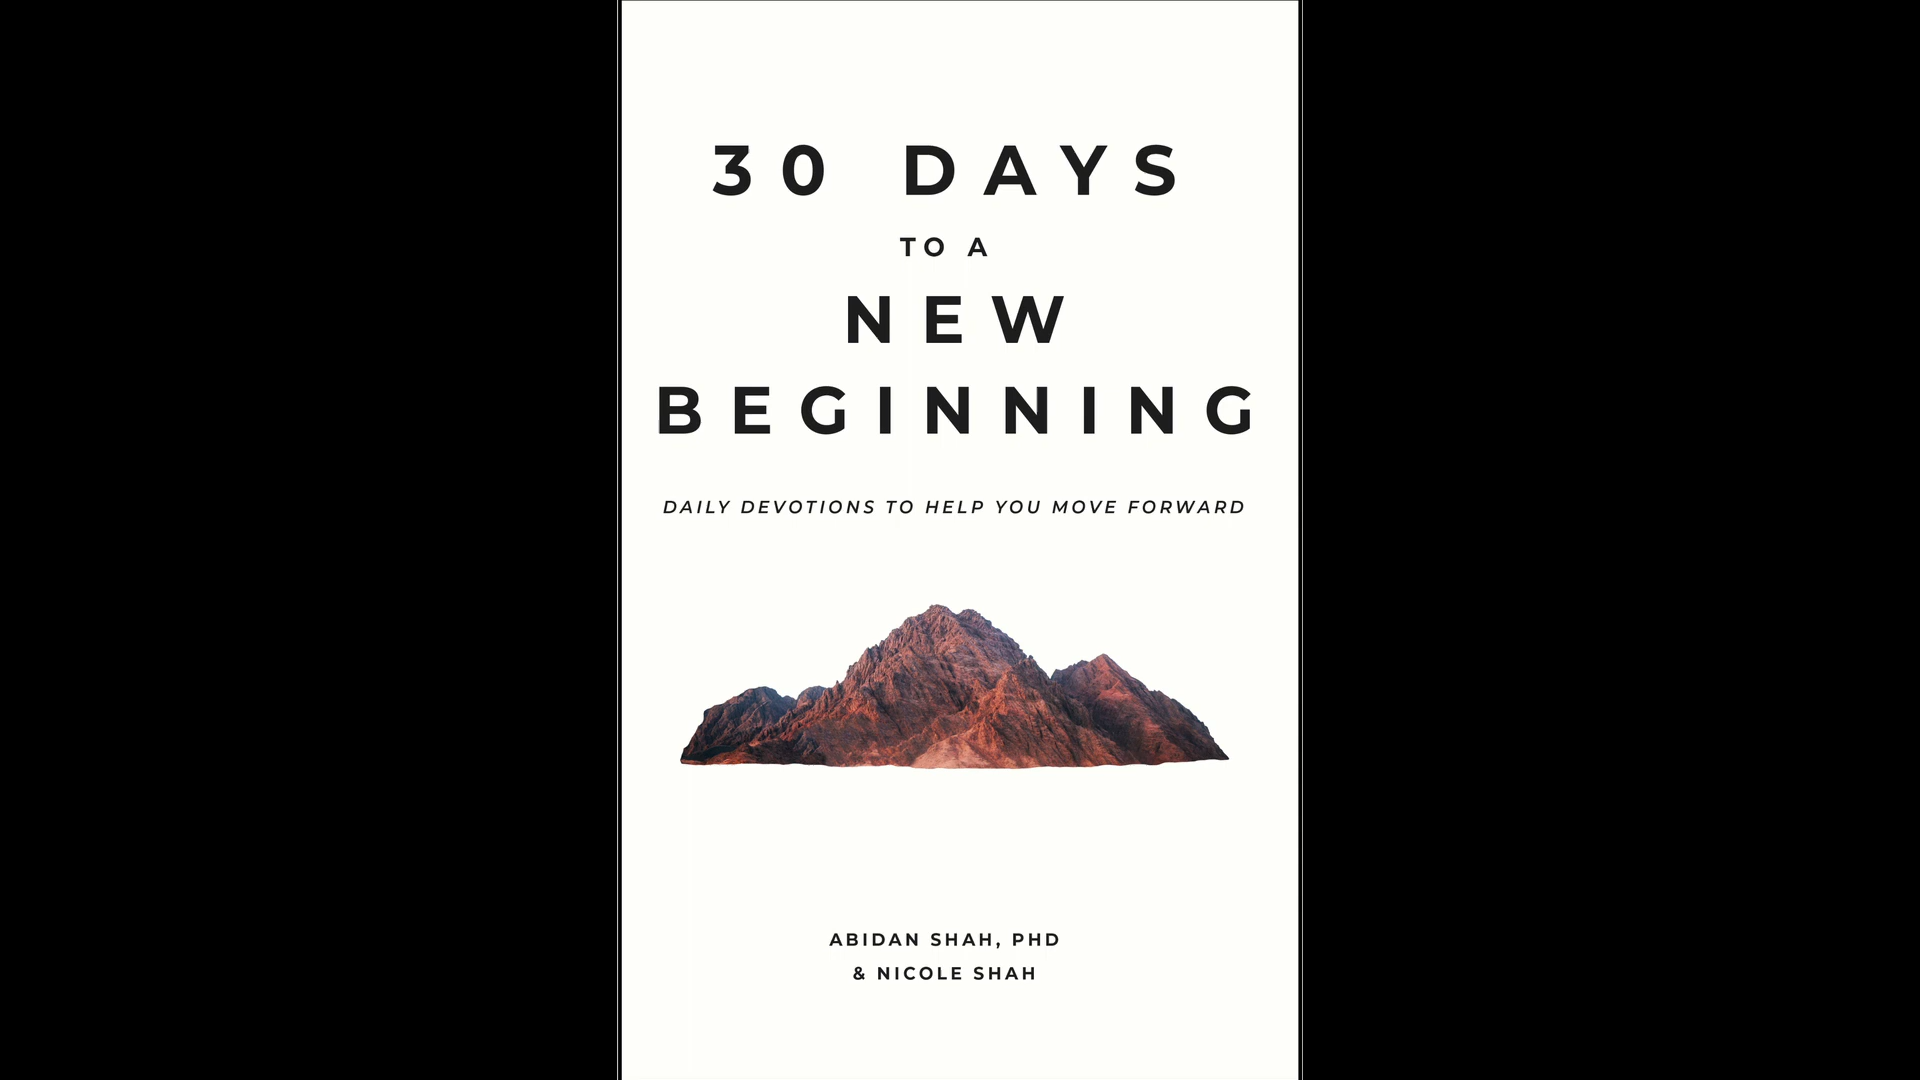 30 DAYS
TO A
NEW
BEGINNING
DAILY DEVOTIONS TO HELP YOU MOVE FORWARD
ABIDAN SHAH, PHD
& NICOLE SHAH